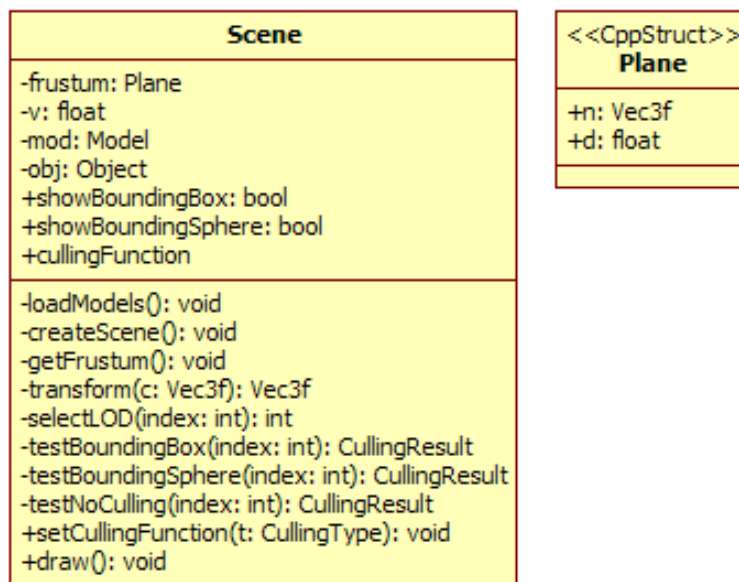 Scene
-frustum: Plane
-v: float
-mod: Model
-obj: Object
+showBoundingBox: bool
+showBoundingSphere: bool
+cullingFunction
-loadModels(): void
-createScene(): void
-getFrustum(): void
-transform(c: Vec3f): Vec3f
-selectLOD(index: int): int
-testBoundingBox(index: int): CullingResult
-testBoundingSphere(index: int): CullingResult
-testNoCulling(index: int): CullingResult
+setCullingFunction(t: CullingType): void
+draw(): void
<<CppStruct>>
Plane
+n: Vec3f
+d: float